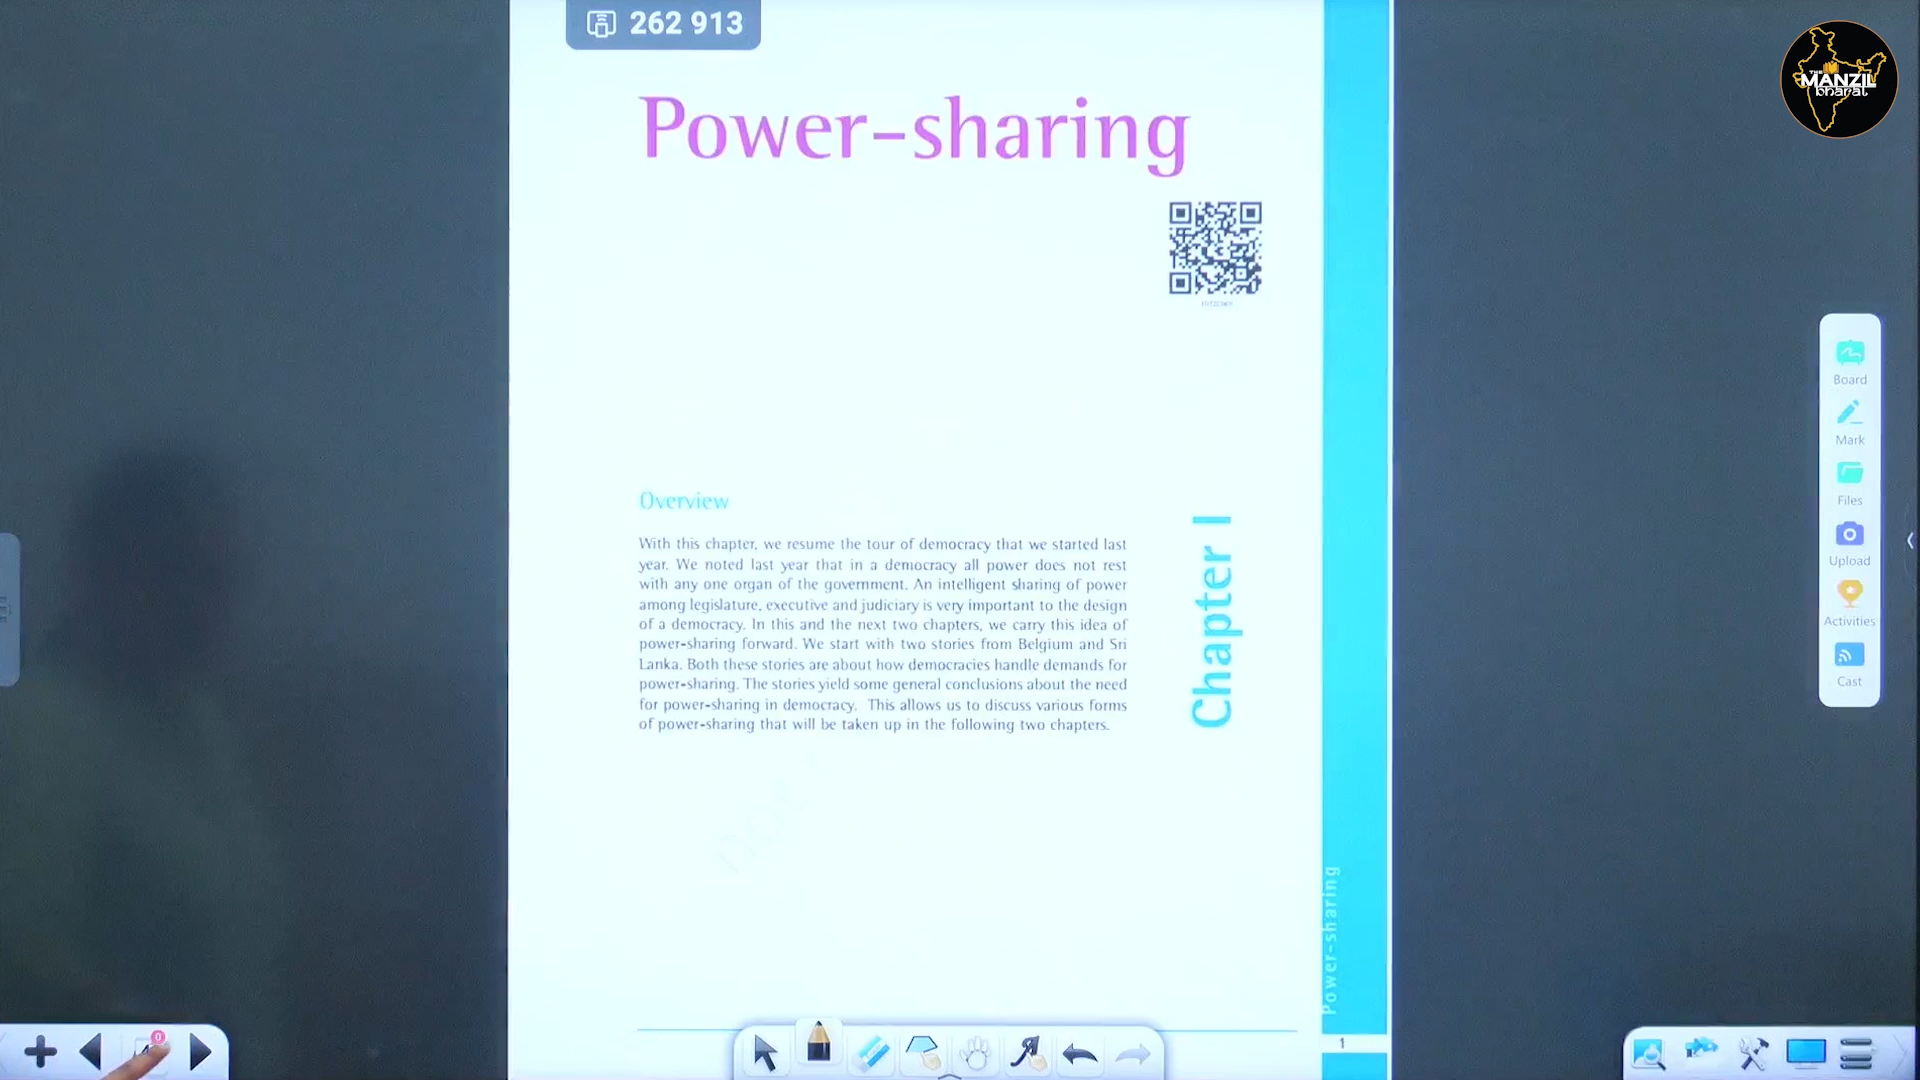 262 913
THE
MANZIL
bharat
Power-sharing
Overview
With this chapter, we resume the tour of democracy that we started last
year. We noted last year that in a democracy all power does not rest
with any one organ of the government. An intelligent sharing of power
among legislature, executive and judiciary is very important to the design
of a democracy. In this and the next two chapters, we carry this idea of
power-sharing forward. We start with two stories from Belgium and Sri
Lanka. Both these stories are about how democracies handle demands for
power-sharing. The stories yield some general conclusions about the need
for power-sharing in democracy. This allows us to discuss various forms
of power-sharing that will be taken up in the following two chapters.
Chapter I
Power-sharing
1
Board
Mark
Files
Upload
Activities
Cast
0